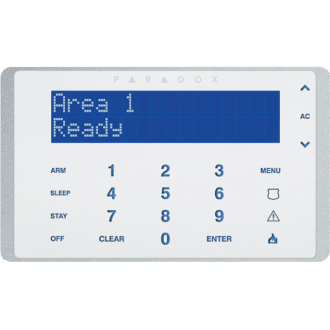 PARADOX
Area 1
Ready
AC
ARM 1 2 3 MENU
SLEEP 4 5 6
STAY 7 8 9
OFF CLEAR 0 ENTER